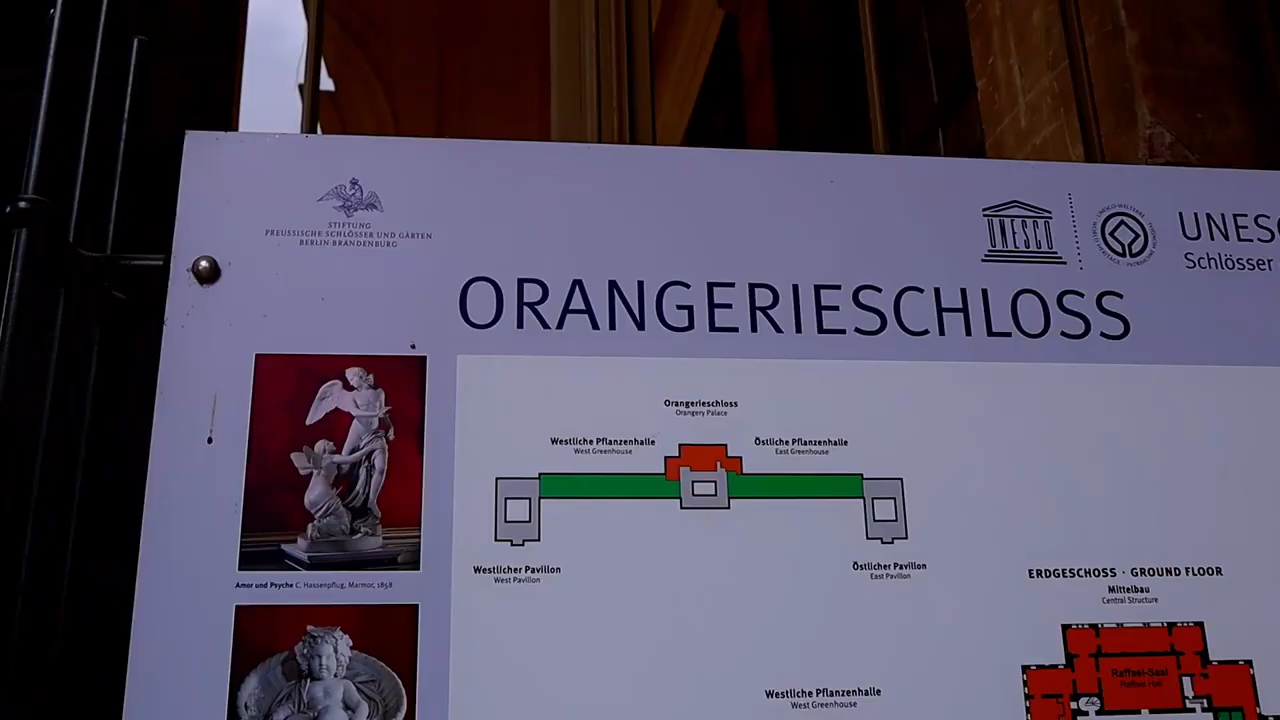 STIFTUNG
PREUSSISCHE SCHLÖSSER UND GÄRTEN
BERLIN-BRANDENBURG
UNESCO
UNESC
Schlösser
ORANGERIESCHLOSS
Orangerieschloss
Orangery Palace
Westliche Pflanzenhalle
West Greenhouse
Östliche Pflanzenhalle
East Greenhouse
Westlicher Pavillon
West Pavilion
Östlicher Pavillon
East Pavilion
Amor und Psyche C. Hassenpflug, Marmor, 1858
ERDGESCHOSS · GROUND FLOOR
Mittelbau
Central Structure
Raffael-Saal
Raffael Hall
Westliche Pflanzenhalle
West Greenhouse